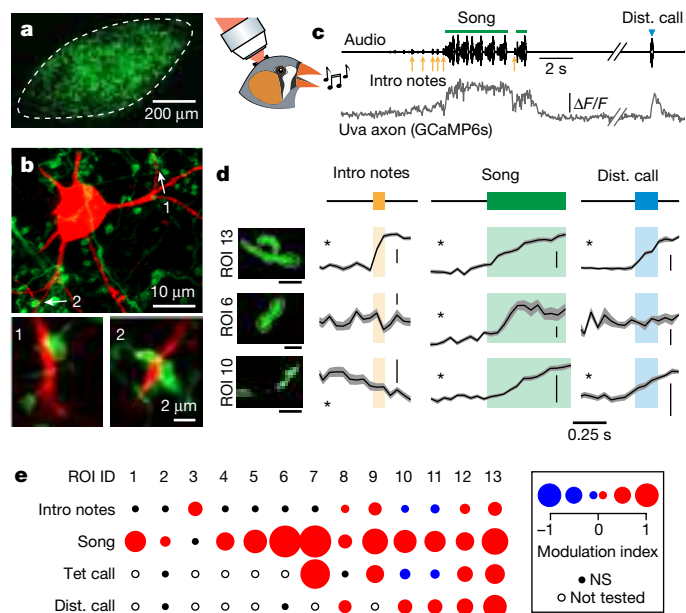 a
200 µm
c
Song
Dist. call
Audio
Intro notes
2 s
ΔF/F
Uva axon (GCaMP6s)
b
1
2
10 µm
1
2
2 µm
d
Intro notes
Song
Dist. call
ROI 13
*
*
*
ROI 6
*
ROI 10
*
*
*
0.25 s
e
ROI ID
1 2 3 4 5 6 7 8 9 10 11 12 13
Intro notes
Song
Tet call
Dist. call
−1 0 1
Modulation index
NS
Not tested